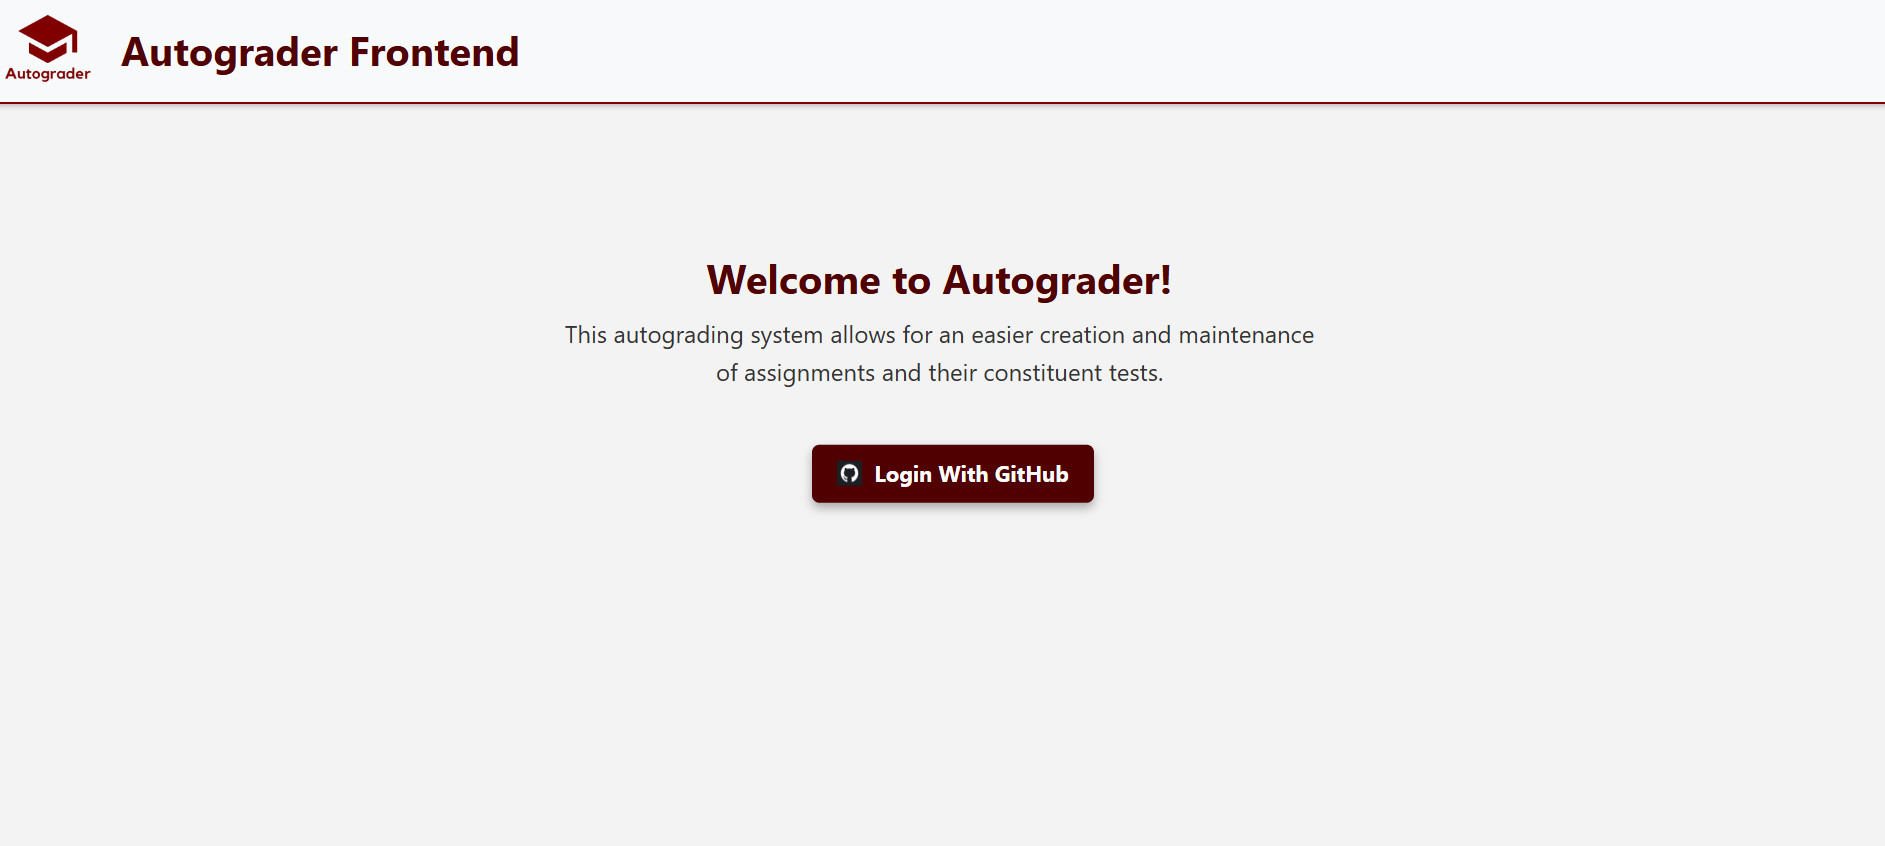 Autograder
Autograder Frontend
Welcome to Autograder!
This autograding system allows for an easier creation and maintenance
of assignments and their constituent tests.
Login With GitHub